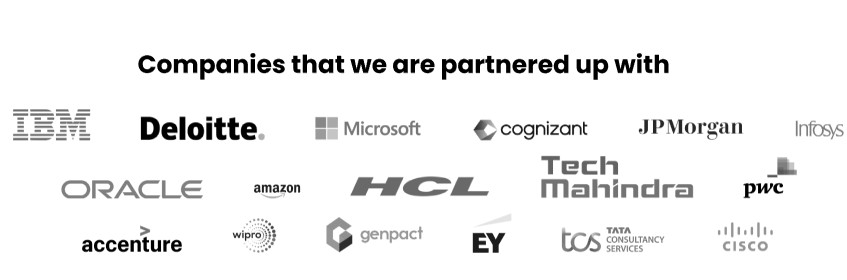 Companies that we are partnered up with
IBM Deloitte. Microsoft cognizant J.P.Morgan Infosys
ORACLE amazon HCL Tech Mahindra pwc
accenture wipro genpact EY tcs TATA CONSULTANCY SERVICES CISCO